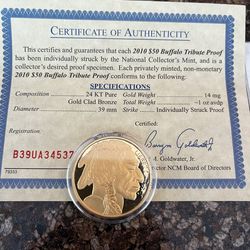 CERTIFICATE OF AUTHENTICITY
This certifies and guarantees that each 2010 $50 Buffalo Tribute Proof
has been individually struck by the National Collector's Mint, and is a
collector's desired proof specimen. Each privately minted, non-monetary
2010 $50 Buffalo Tribute Proof conforms to the following:
SPECIFICATIONS
Composition 24 KT Pure Gold Weight 14 mg
Gold Clad Bronze Total Weight ~1 oz avdp
Diameter 39 mm Strike Individually Struck Proof
Registration
B39UA34537
M. Goldwater, Jr.
Director NCM Board of Directors